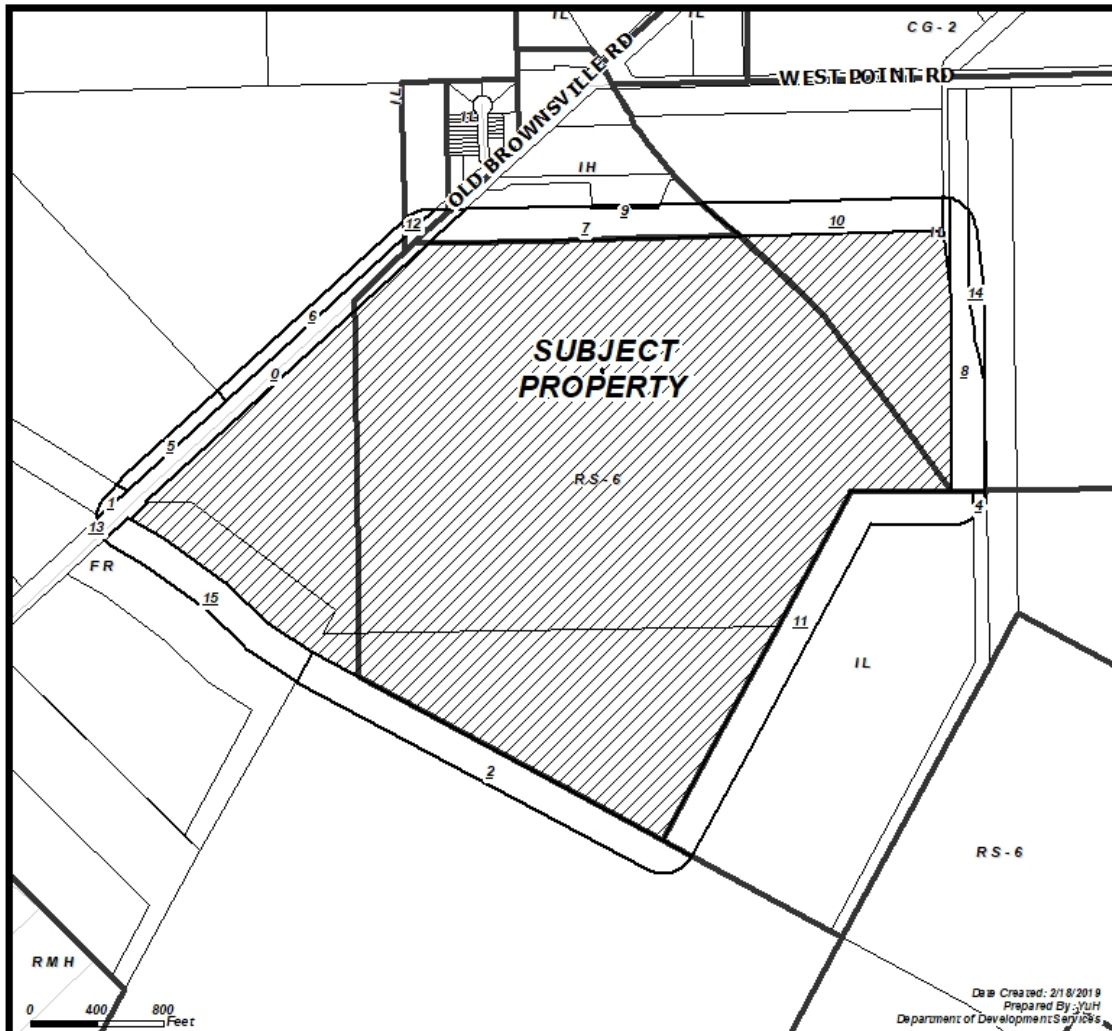 IL
IL
CG-2
OLD BROWNSVILLE RD
WEST POINT RD
IL
IL
IH
9
12
7
10
IL
6
14
0
SUBJECT
PROPERTY
8
5
RS-6
1
4
13
FR
15
11
IL
2
RS-6
RMH
0 400 800
Feet
Date Created: 2/18/2019
Prepared By: YuH
Department of Development Services